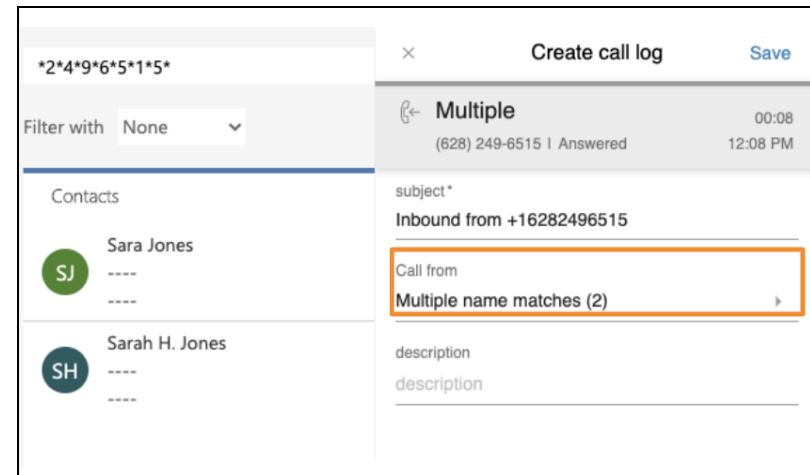 *2*4*9*6*5*1*5*
Filter with None
Contacts
SJ
Sara Jones
----
----
SH
Sarah H. Jones
----
----
Create call log Save
Multiple 00:08
(628) 249-6515 | Answered 12:08 PM
subject*
Inbound from +16282496515
Call from
Multiple name matches (2)
description
description